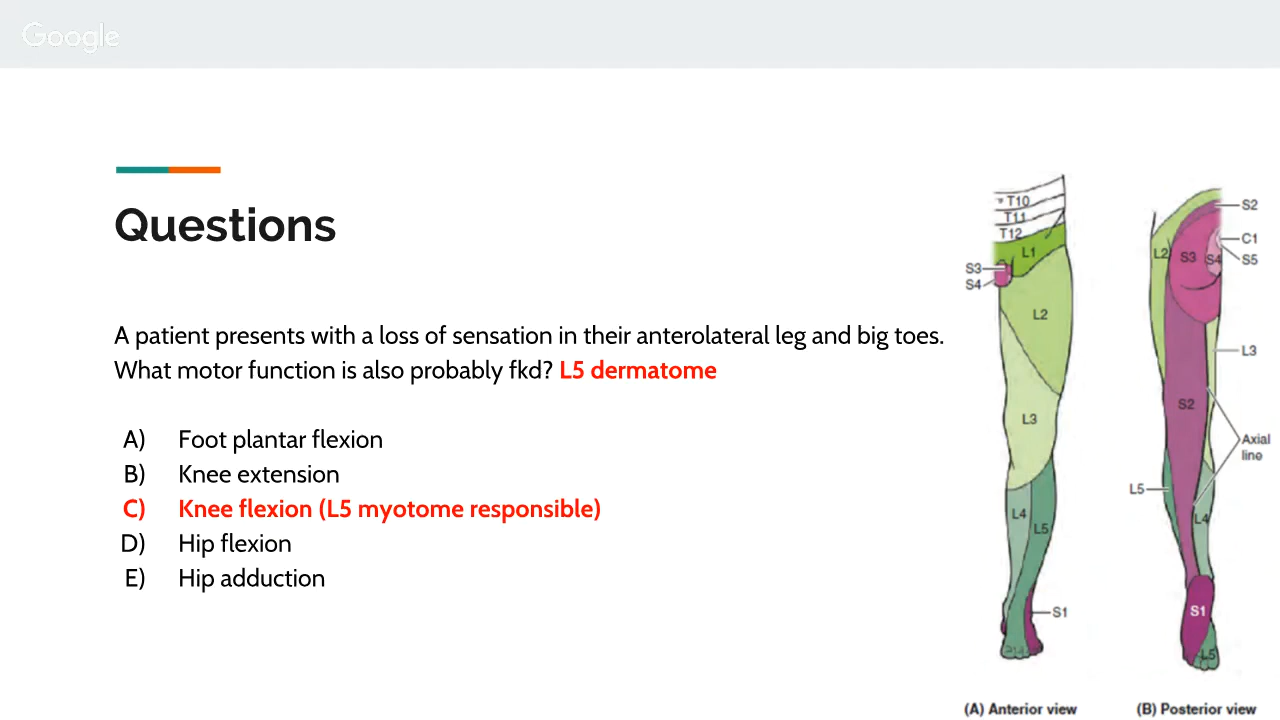 Google
Questions
A patient presents with a loss of sensation in their anterolateral leg and big toes.
What motor function is also probably fkd? L5 dermatome
A) Foot plantar flexion
B) Knee extension
C) Knee flexion (L5 myotome responsible)
D) Hip flexion
E) Hip adduction
T10
T11
T12
L1
S3
S4
L2
L3
L4
L5
S1
(A) Anterior view
S2
C1
S5
L2
S3
S4
L3
S2
Axial
line
L5
L4
S1
L5
(B) Posterior view